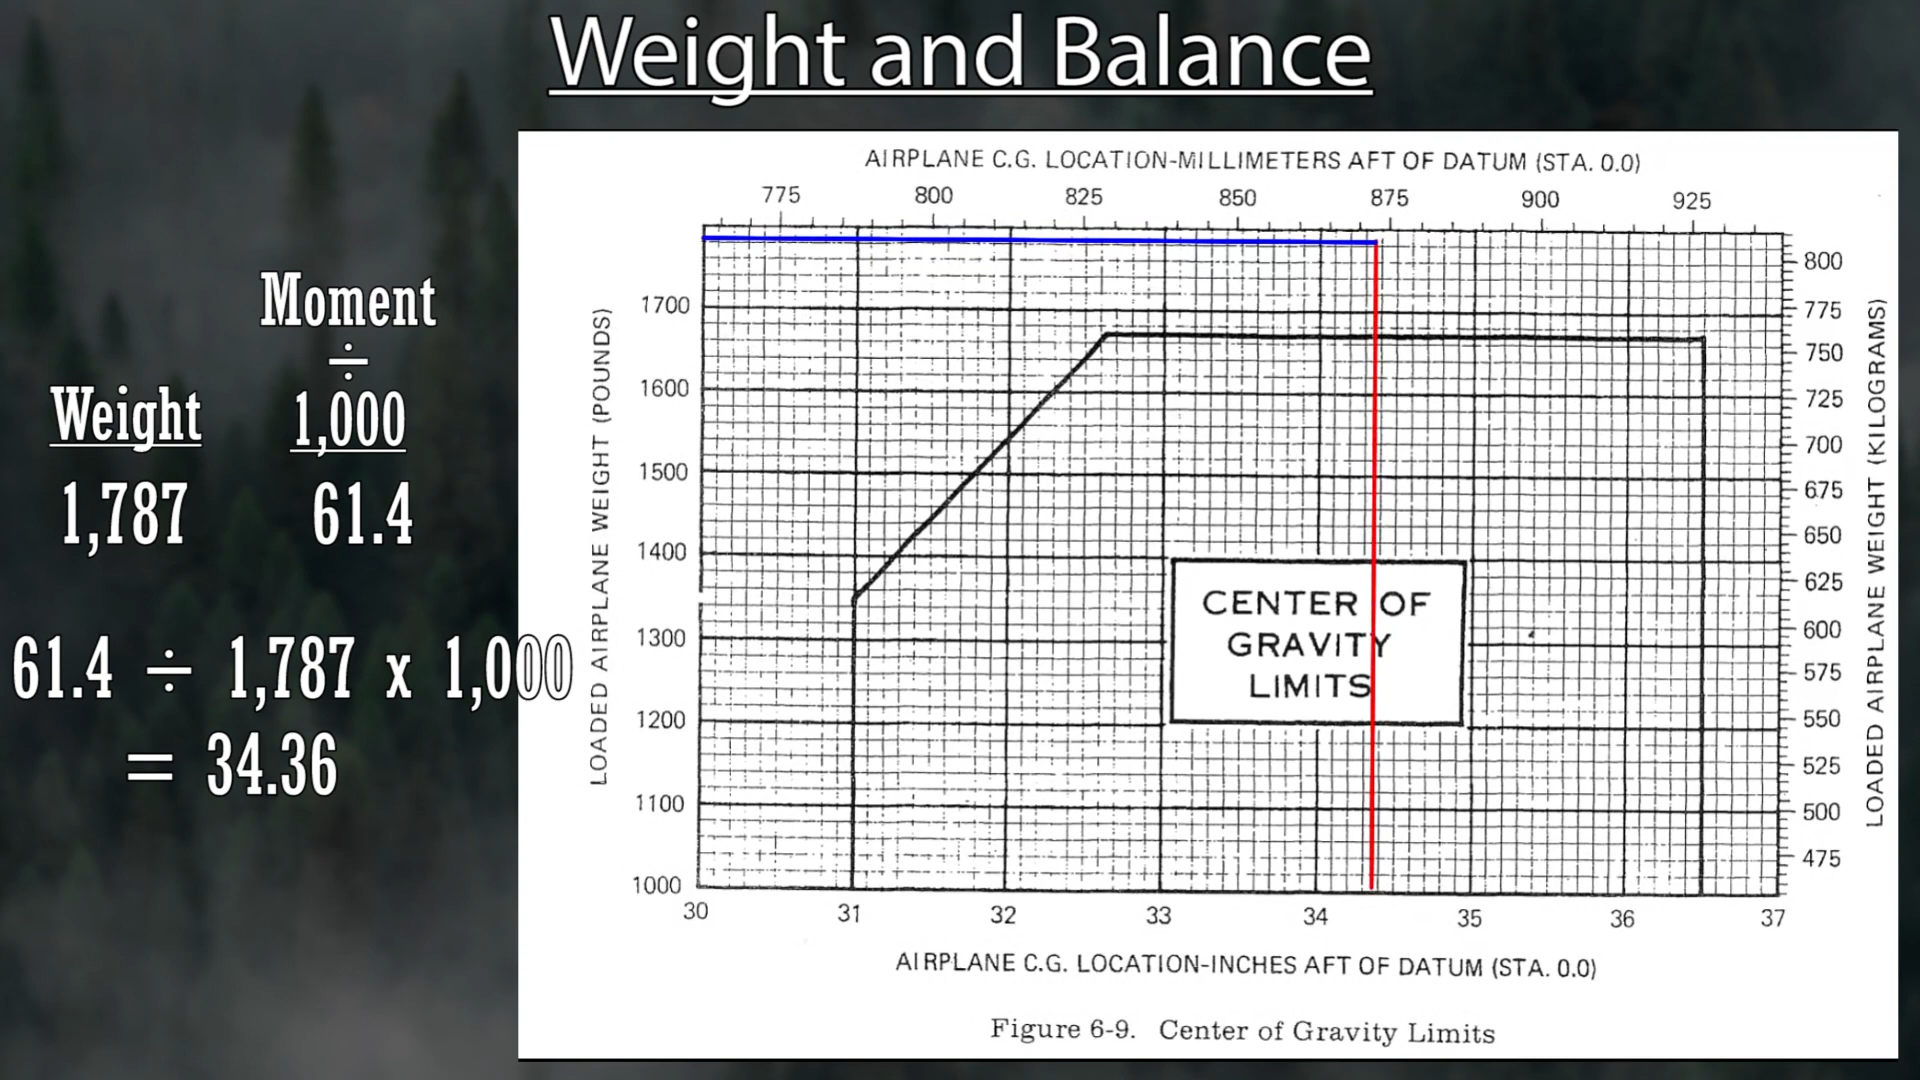 Weight and Balance
Moment
÷
Weight 1,000
1,787 61.4
61.4 ÷ 1,787 x 1,000
= 34.36
AIRPLANE C.G. LOCATION-MILLIMETERS AFT OF DATUM (STA. 0.0)
775 800 825 850 875 900 925
LOADED AIRPLANE WEIGHT (POUNDS)
1700
1600
1500
1400
1300
1200
1100
1000
CENTER OF
GRAVITY
LIMITS
800
775
750
725
700
675
650
625
600
575
550
525
500
475
LOADED AIRPLANE WEIGHT (KILOGRAMS)
30 31 32 33 34 35 36 37
AIRPLANE C.G. LOCATION-INCHES AFT OF DATUM (STA. 0.0)
Figure 6-9. Center of Gravity Limits